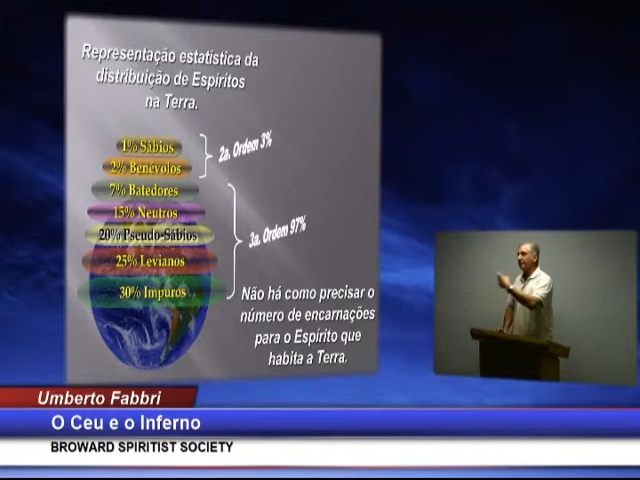 Representação estatística da
distribuição de Espíritos
na Terra.
1% Sábios
2% Benévolos
2a. Ordem 3%
7% Batedores
15% Neutros
20% Pseudo-Sábios
25% Levianos
30% Impuros
3a. Ordem 97%
Não há como precisar o
número de encarnações
para o Espírito que
habita a Terra.
Umberto Fabbri
O Ceu e o Inferno
BROWARD SPIRITIST SOCIETY